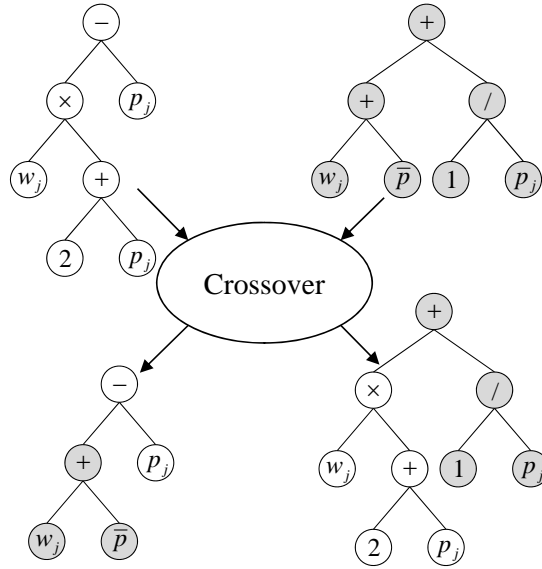 −
+
× p_j
+ /
w_j +
w_j p̅ 1 p_j
2 p_j
Crossover
−
+
+ p_j
× /
w_j p̅
w_j + 1 p_j
2 p_j